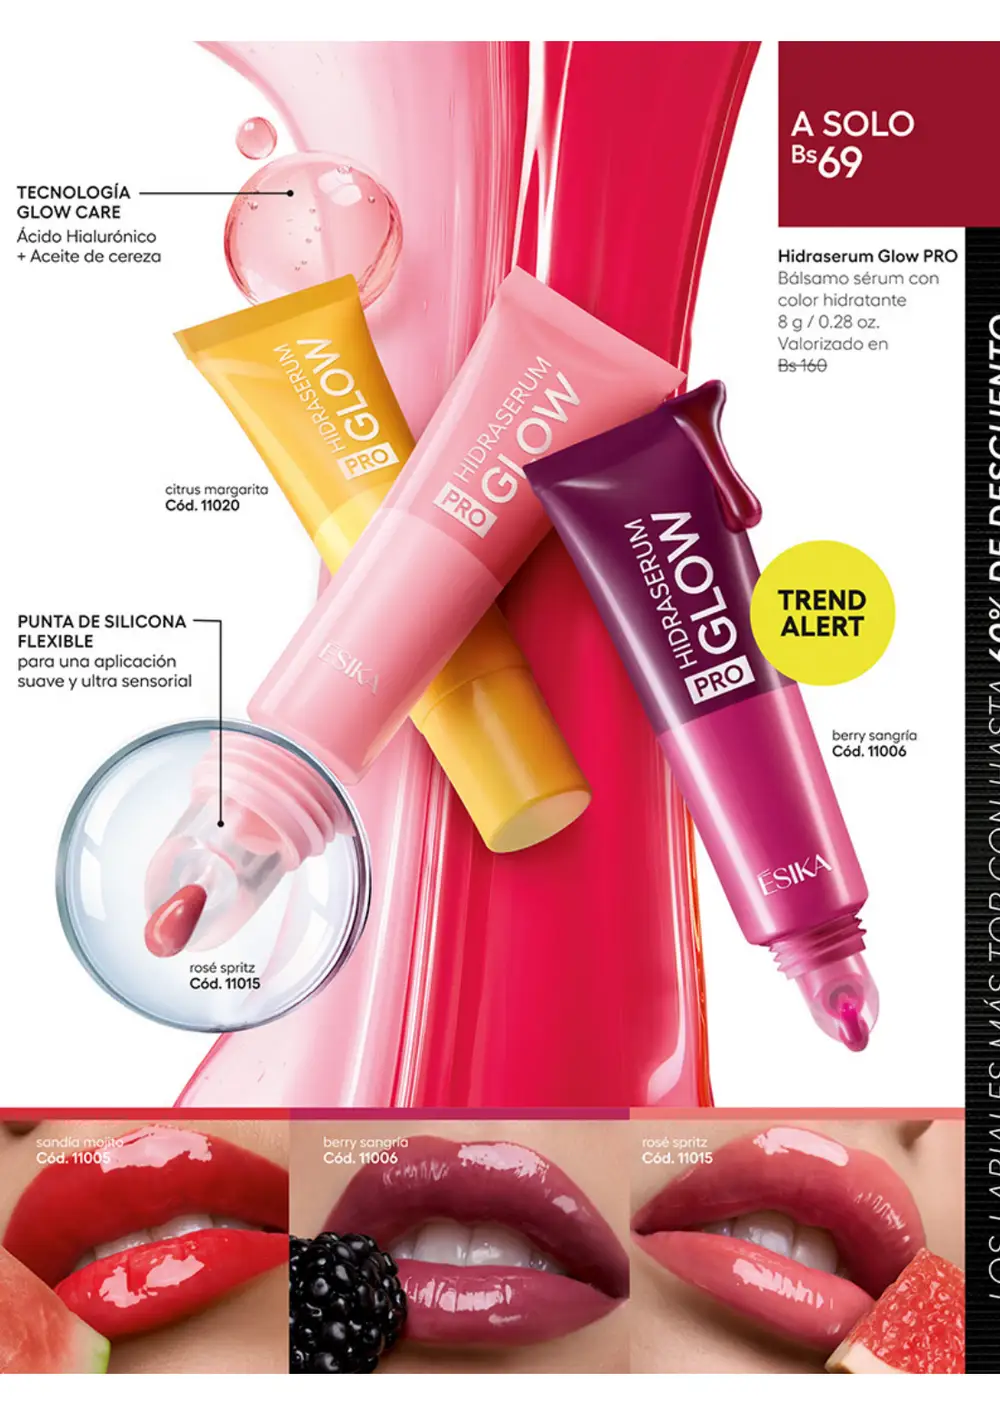 A SOLO
Bs69
TECNOLOGÍA
GLOW CARE
Ácido Hialurónico
+ Aceite de cereza
Hidraserum Glow PRO
Bálsamo sérum con
color hidratante
8 g / 0.28 oz.
Valorizado en
Bs 160
HIDRASERUM
GLOW
PRO
HIDRASERUM
GLOW
PRO
ÉSIKA
HIDRASERUM
GLOW
PRO
ÉSIKA
citrus margarita
Cód. 11020
TREND
ALERT
PUNTA DE SILICONA
FLEXIBLE
para una aplicación
suave y ultra sensorial
berry sangría
Cód. 11006
rosé spritz
Cód. 11015
sandía mojito
Cód. 11005
berry sangría
Cód. 11006
rosé spritz
Cód. 11015
LOS LABIALES MÁS TOP CON HASTA 60% DE DESCUENTO